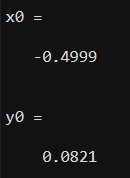 x0 =
-0.4999
y0 =
0.0821